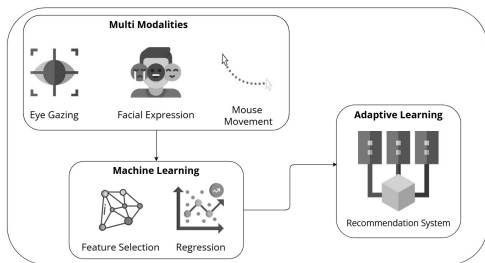 Multi Modalities
Eye Gazing
Facial Expression
Mouse
Movement
Machine Learning
Feature Selection
Regression
Adaptive Learning
Recommendation System